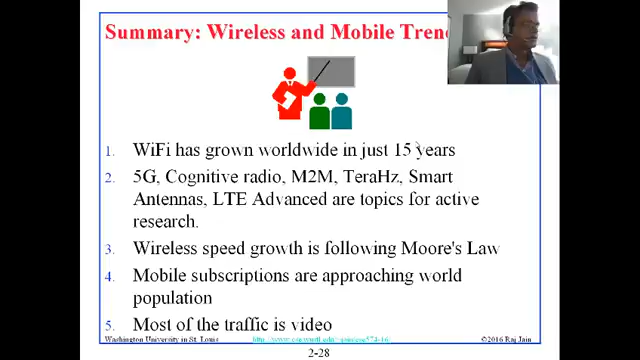 Summary: Wireless and Mobile Tren
1. WiFi has grown worldwide in just 15 years
2. 5G, Cognitive radio, M2M, TeraHz, Smart
Antennas, LTE Advanced are topics for active
research.
3. Wireless speed growth is following Moore's Law
4. Mobile subscriptions are approaching world
population
5. Most of the traffic is video
Washington University in St. Louis
©2016 Raj Jain
2-28